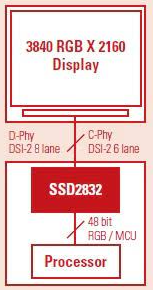 3840 RGB X 2160
Display
D-Phy
DSI-2 8 lane
C-Phy
DSI-2 6 lane
SSD2832
48 bit
RGB / MCU
Processor